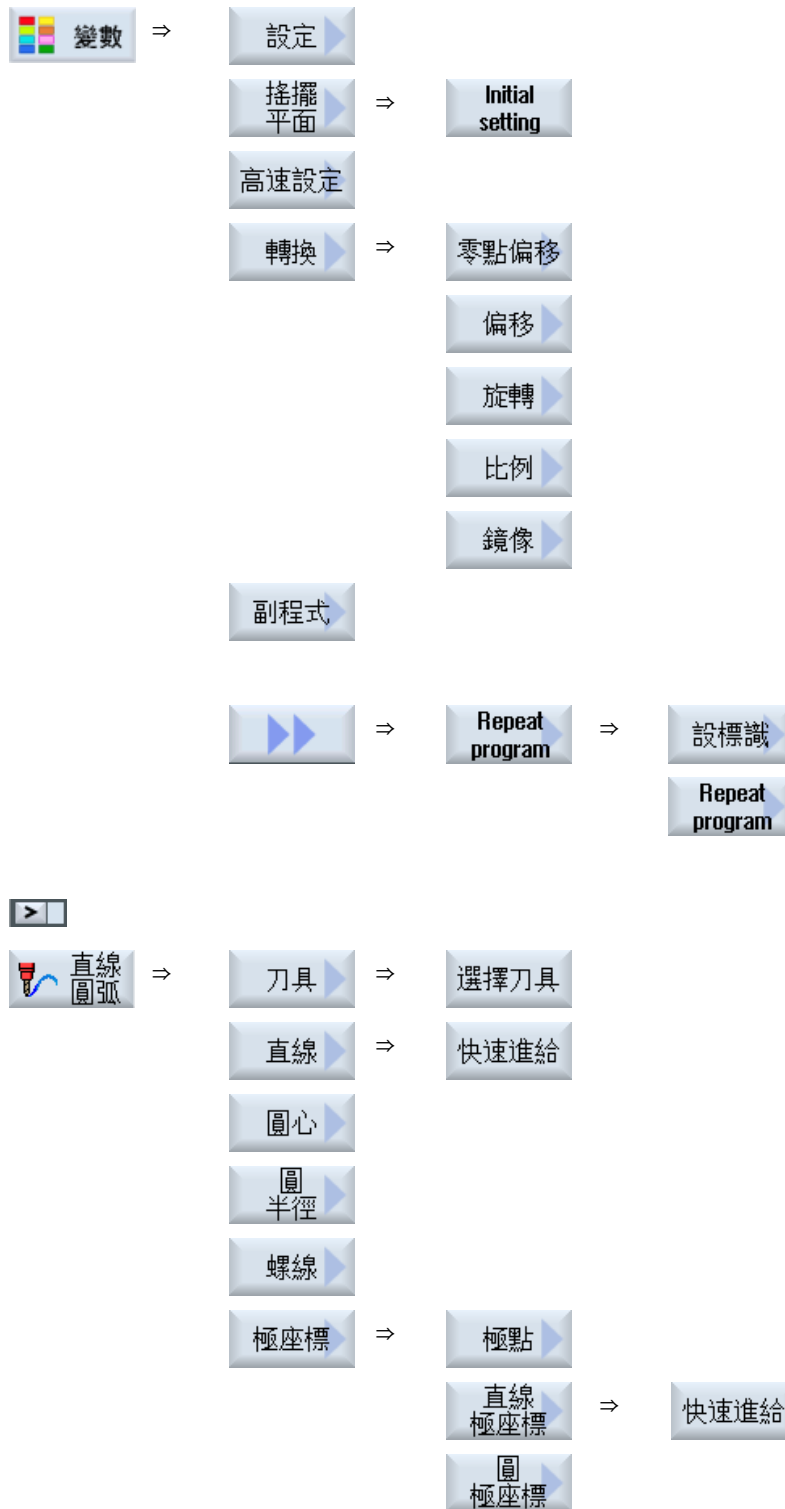 變數 ⇒ 設定
搖擺
平面 ⇒ Initial
setting
高速設定
轉換 ⇒ 零點偏移
偏移
旋轉
比例
鏡像
副程式
⇒ Repeat
program ⇒ 設標識
Repeat
program
>
直線
圓弧 ⇒ 刀具 ⇒ 選擇刀具
直線 ⇒ 快速進給
圓心
圓
半徑
螺線
極座標 ⇒ 極點
直線
極座標 ⇒ 快速進給
圓
極座標